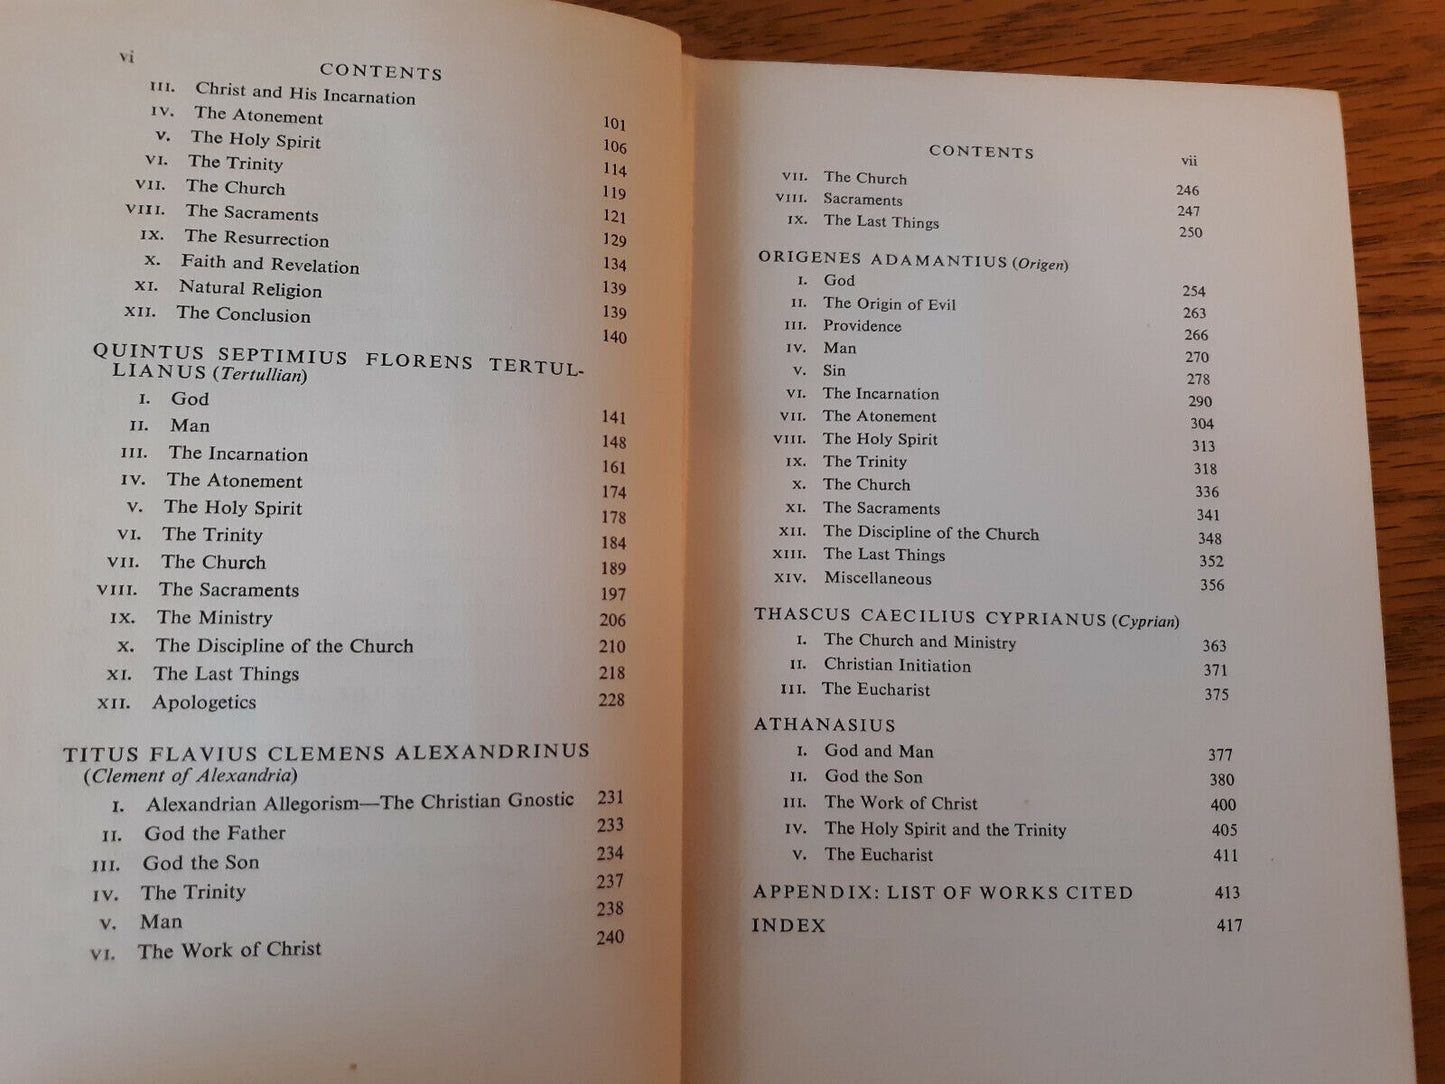 vi
CONTENTS
III. Christ and His Incarnation 101
IV. The Atonement 106
V. The Holy Spirit 114
VI. The Trinity 119
VII. The Church 121
VIII. The Sacraments 129
IX. The Resurrection 134
X. Faith and Revelation 139
XI. Natural Religion 139
XII. The Conclusion 140
QUINTUS SEPTIMIUS FLORENS TERTUL-
LIANUS (Tertullian)
I. God 141
II. Man 148
III. The Incarnation 161
IV. The Atonement 174
V. The Holy Spirit 178
VI. The Trinity 184
VII. The Church 189
VIII. The Sacraments 197
IX. The Ministry 206
X. The Discipline of the Church 210
XI. The Last Things 218
XII. Apologetics 228
TITUS FLAVIUS CLEMENS ALEXANDRINUS
(Clement of Alexandria)
I. Alexandrian Allegorism—The Christian Gnostic 231
II. God the Father 233
III. God the Son 234
IV. The Trinity 237
V. Man 238
VI. The Work of Christ 240
CONTENTS vii
VII. The Church 246
VIII. Sacraments 247
IX. The Last Things 250
ORIGENES ADAMANTIUS (Origen)
I. God 254
II. The Origin of Evil 263
III. Providence 266
IV. Man 270
V. Sin 278
VI. The Incarnation 290
VII. The Atonement 304
VIII. The Holy Spirit 313
IX. The Trinity 318
X. The Church 336
XI. The Sacraments 341
XII. The Discipline of the Church 348
XIII. The Last Things 352
XIV. Miscellaneous 356
THASCUS CAECILIUS CYPRIANUS (Cyprian)
I. The Church and Ministry 363
II. Christian Initiation 371
III. The Eucharist 375
ATHANASIUS
I. God and Man 377
II. God the Son 380
III. The Work of Christ 400
IV. The Holy Spirit and the Trinity 405
V. The Eucharist 411
APPENDIX: LIST OF WORKS CITED 413
INDEX 417